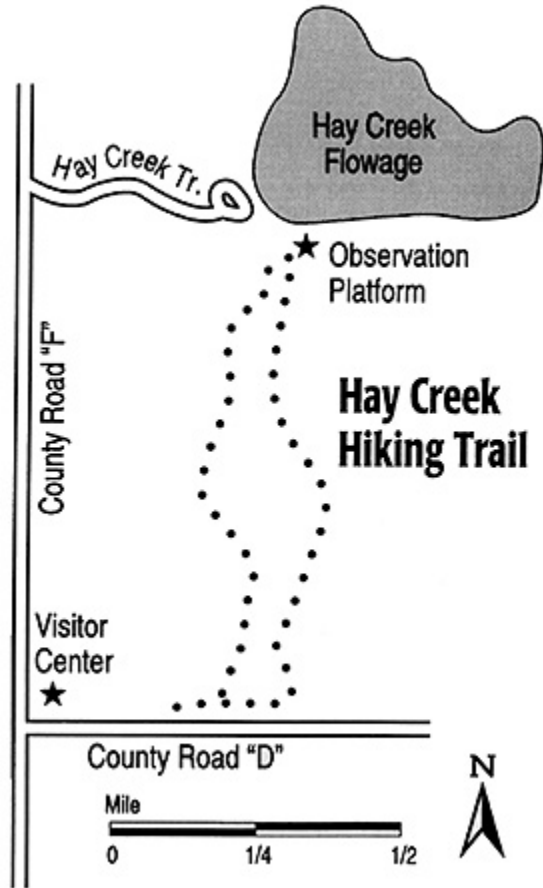 Hay Creek
Flowage
Hay Creek Tr.
Observation
Platform
County Road "F"
Hay Creek
Hiking Trail
Visitor
Center
County Road "D"
N
Mile
0 1/4 1/2